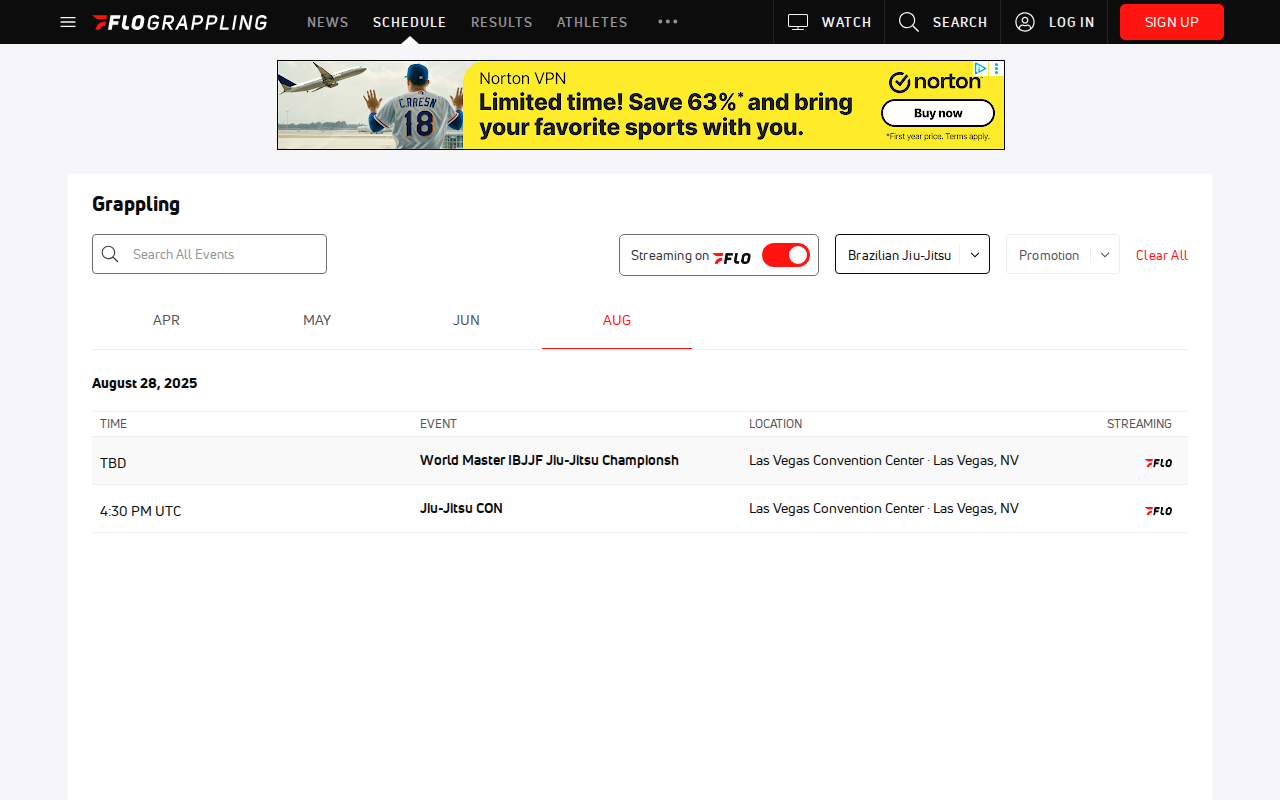 FLOGRAPPLING NEWS SCHEDULE RESULTS ATHLETES WATCH SEARCH LOG IN SIGN UP
C.RRESN
18
Norton VPN
Limited time! Save 63%* and bring
your favorite sports with you.
norton
Buy now
*First year price. Terms apply.
Grappling
Search All Events
Streaming on FLO
Brazilian Jiu-Jitsu
Promotion
Clear All
APR MAY JUN AUG
August 28, 2025
TIME EVENT LOCATION STREAMING
TBD World Master IBJJF Jiu-Jitsu Championsh Las Vegas Convention Center · Las Vegas, NV FLO
4:30 PM UTC Jiu-Jitsu CON Las Vegas Convention Center · Las Vegas, NV FLO